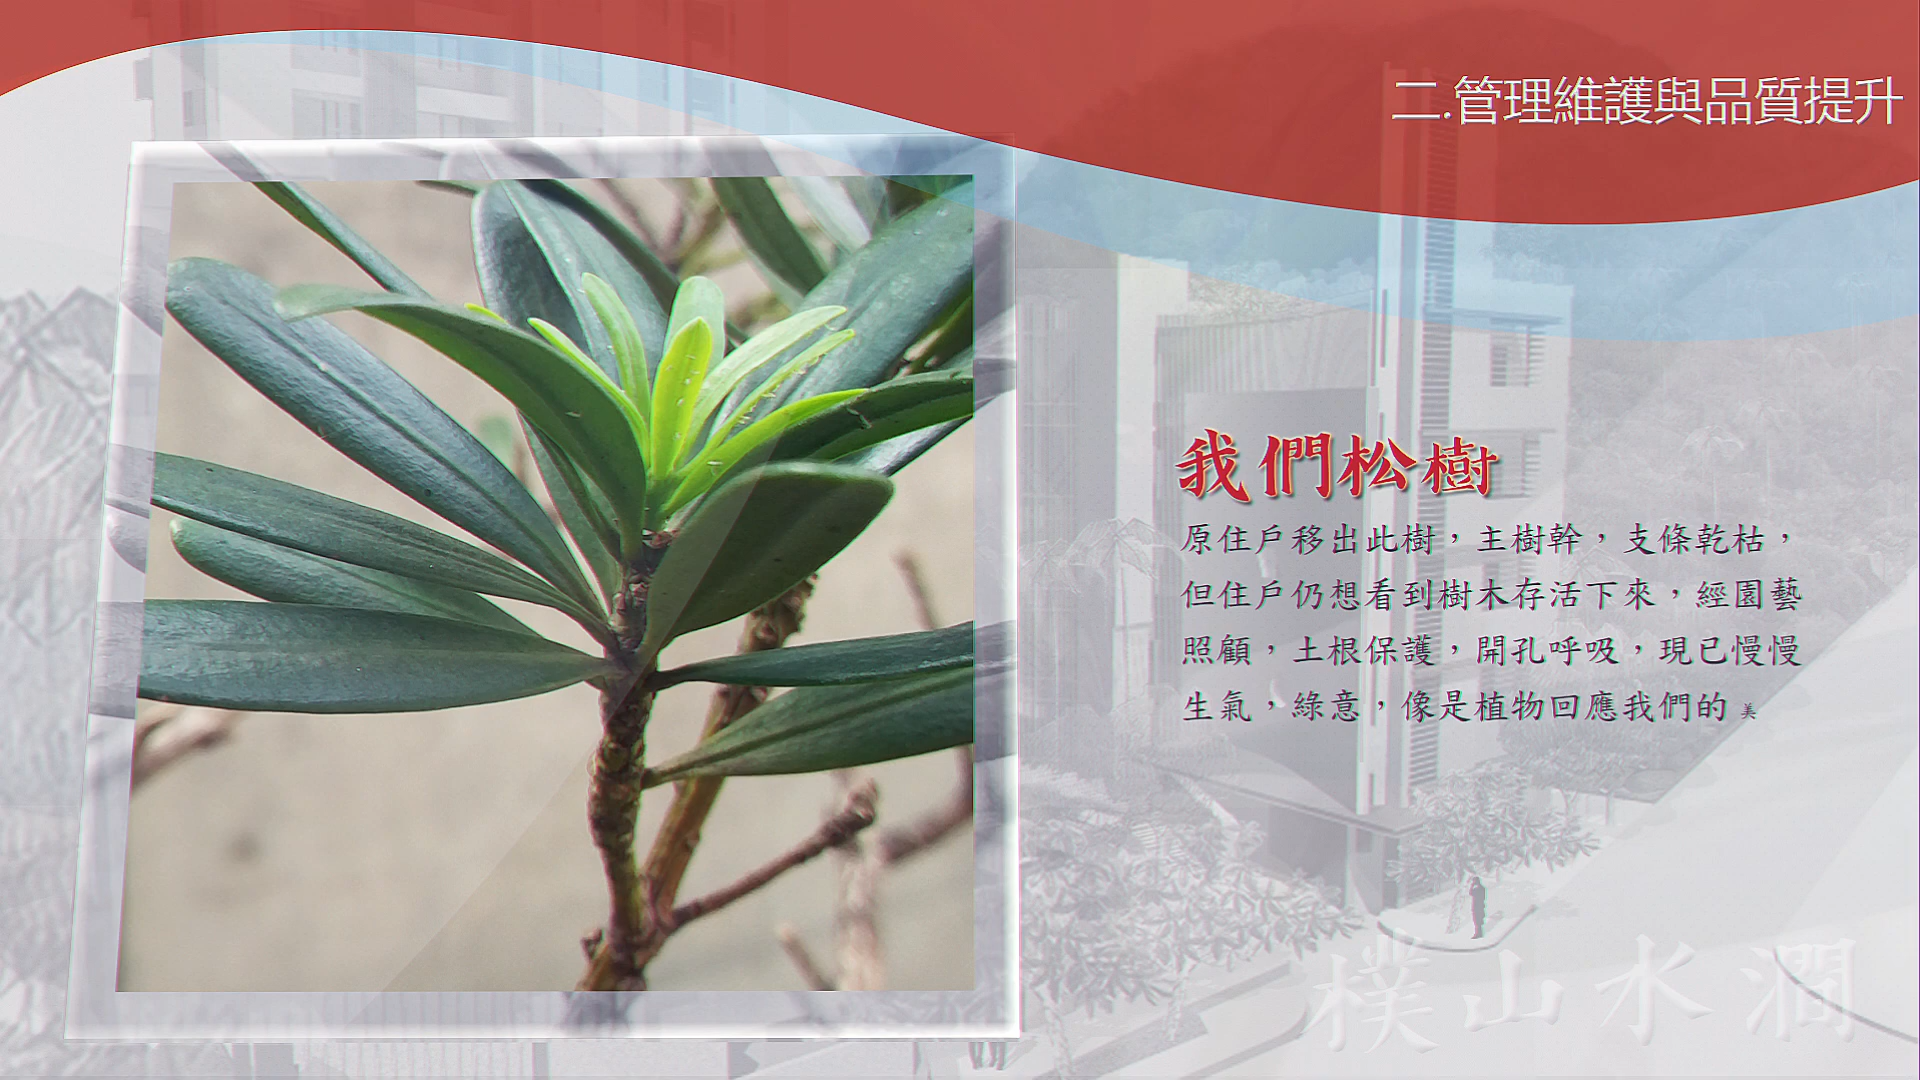 二.管理維護與品質提升
我們松樹
原住戶移出此樹，主樹幹，支條乾枯，
但住戶仍想看到樹木存活下來，經園藝
照顧，土根保護，開孔呼吸，現已慢慢
生氣，綠意，像是植物回應我們的 美
樸山水澗